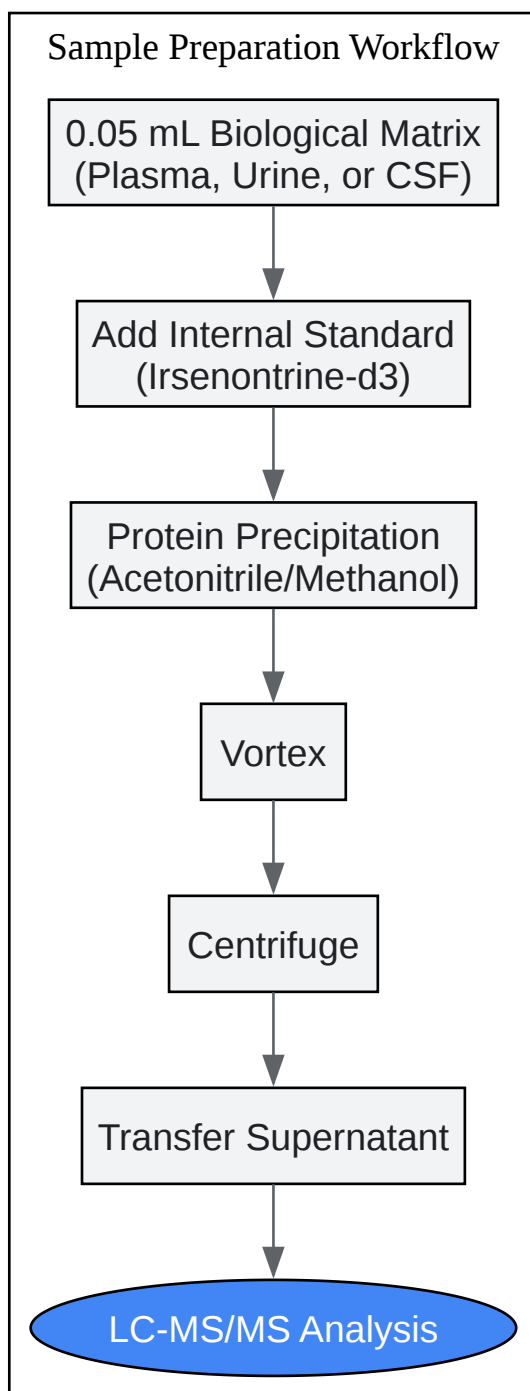 Sample Preparation Workflow
0.05 mL Biological Matrix
(Plasma, Urine, or CSF)
Add Internal Standard
(Irsenontrine-d3)
Protein Precipitation
(Acetonitrile/Methanol)
Vortex
Centrifuge
Transfer Supernatant
LC-MS/MS Analysis